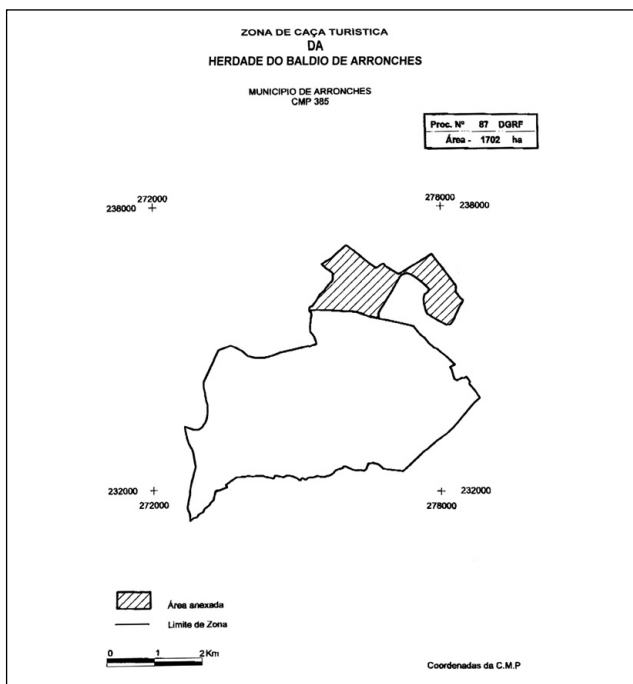 ZONA DE CAÇA TURISTICA
DA
HERDADE DO BALDIO DE ARRONCHES
MUNICIPIO DE ARRONCHES
CMP 385
Proc. Nº 87 DGRF
Área - 1702 ha
272000
238000
278000
238000
232000
272000
232000
278000
Área anexada
Limite de Zona
0 1 2 Km
Coordenadas da C.M.P